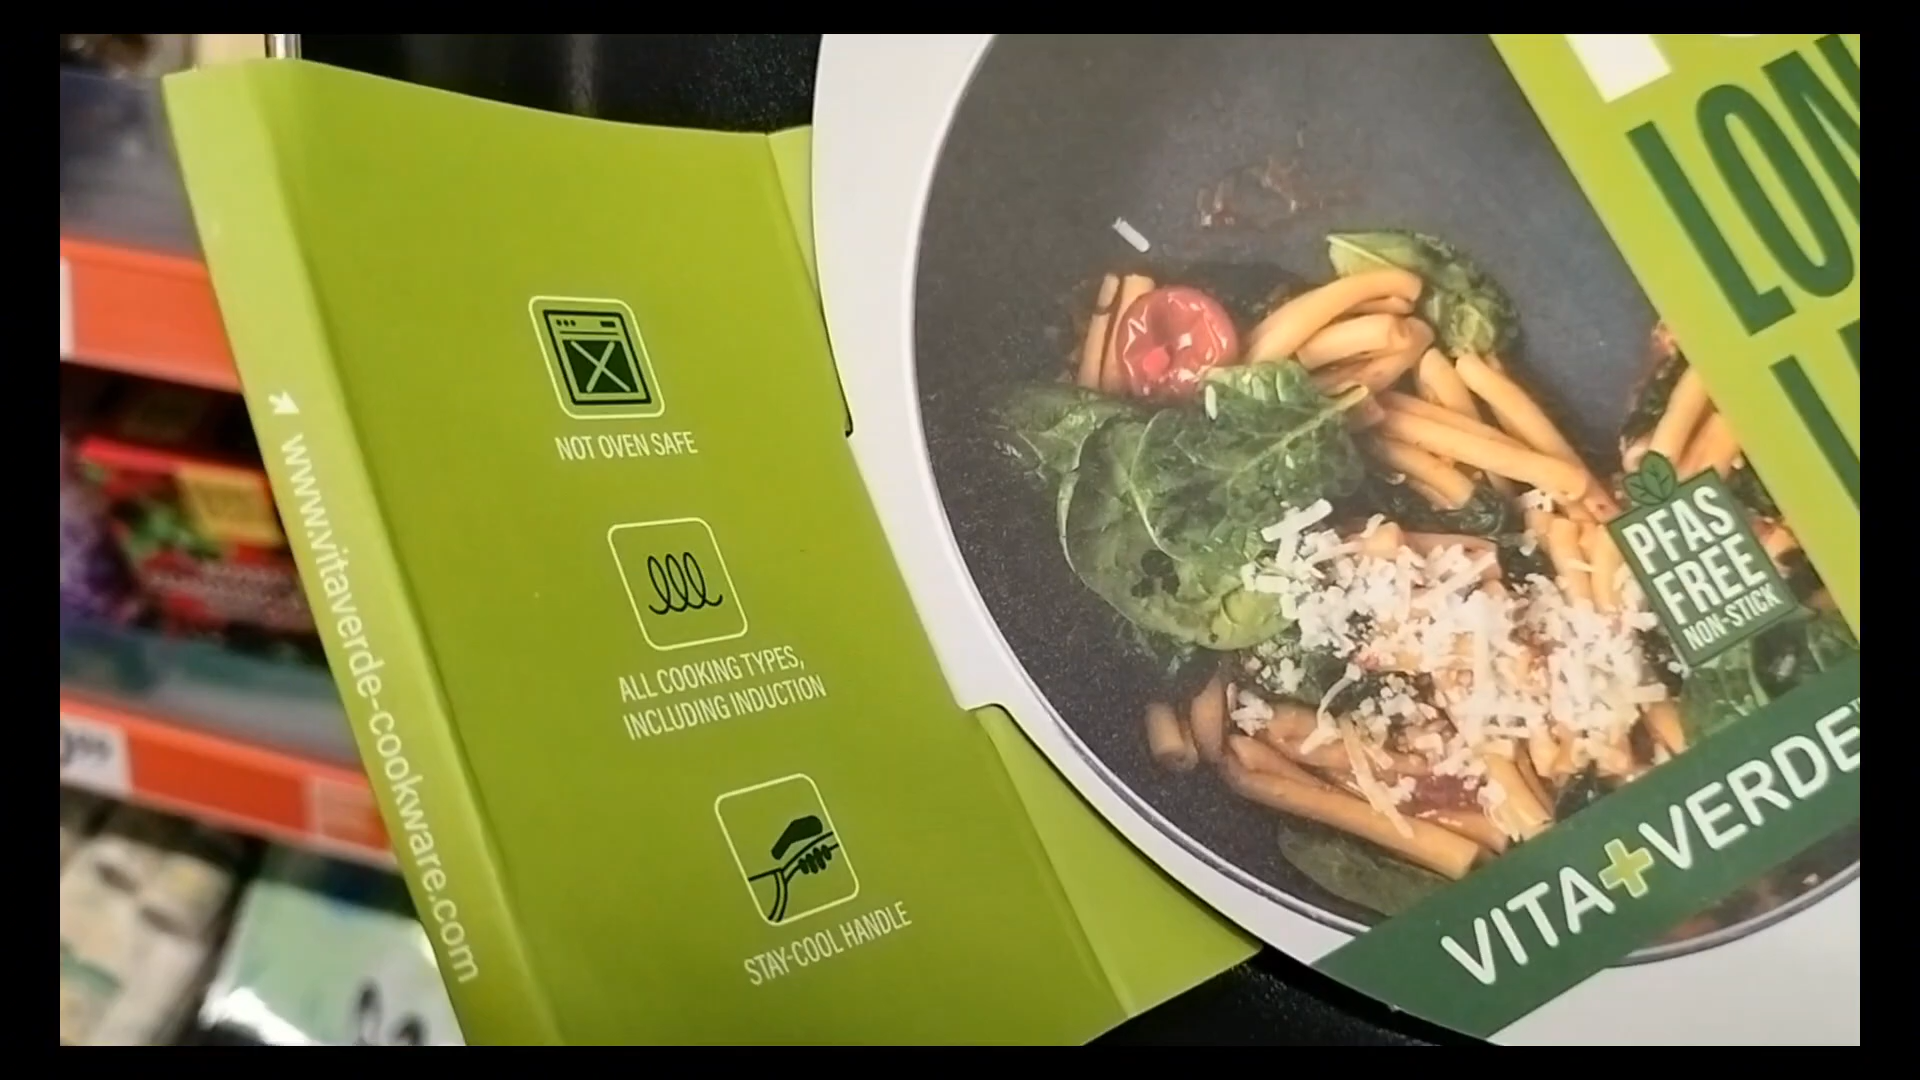 NOT OVEN SAFE
ALL COOKING TYPES,
INCLUDING INDUCTION
STAY-COOL HANDLE
www.vitaverde-cookware.com
PFAS
FREE
NON-STICK
VITA+VERDE